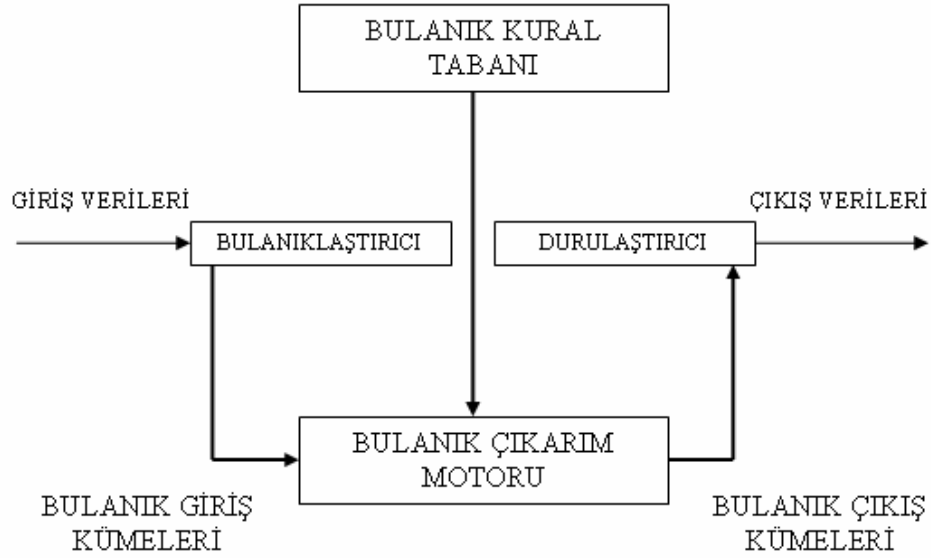 BULANIK KURAL
TABANI
GİRİŞ VERİLERİ
ÇIKIŞ VERİLERİ
BULANIKLAŞTIRICI
DURULAŞTIRICI
BULANIK ÇIKARIM
MOTORU
BULANIK GİRİŞ
KÜMELERİ
BULANIK ÇIKIŞ
KÜMELERİ